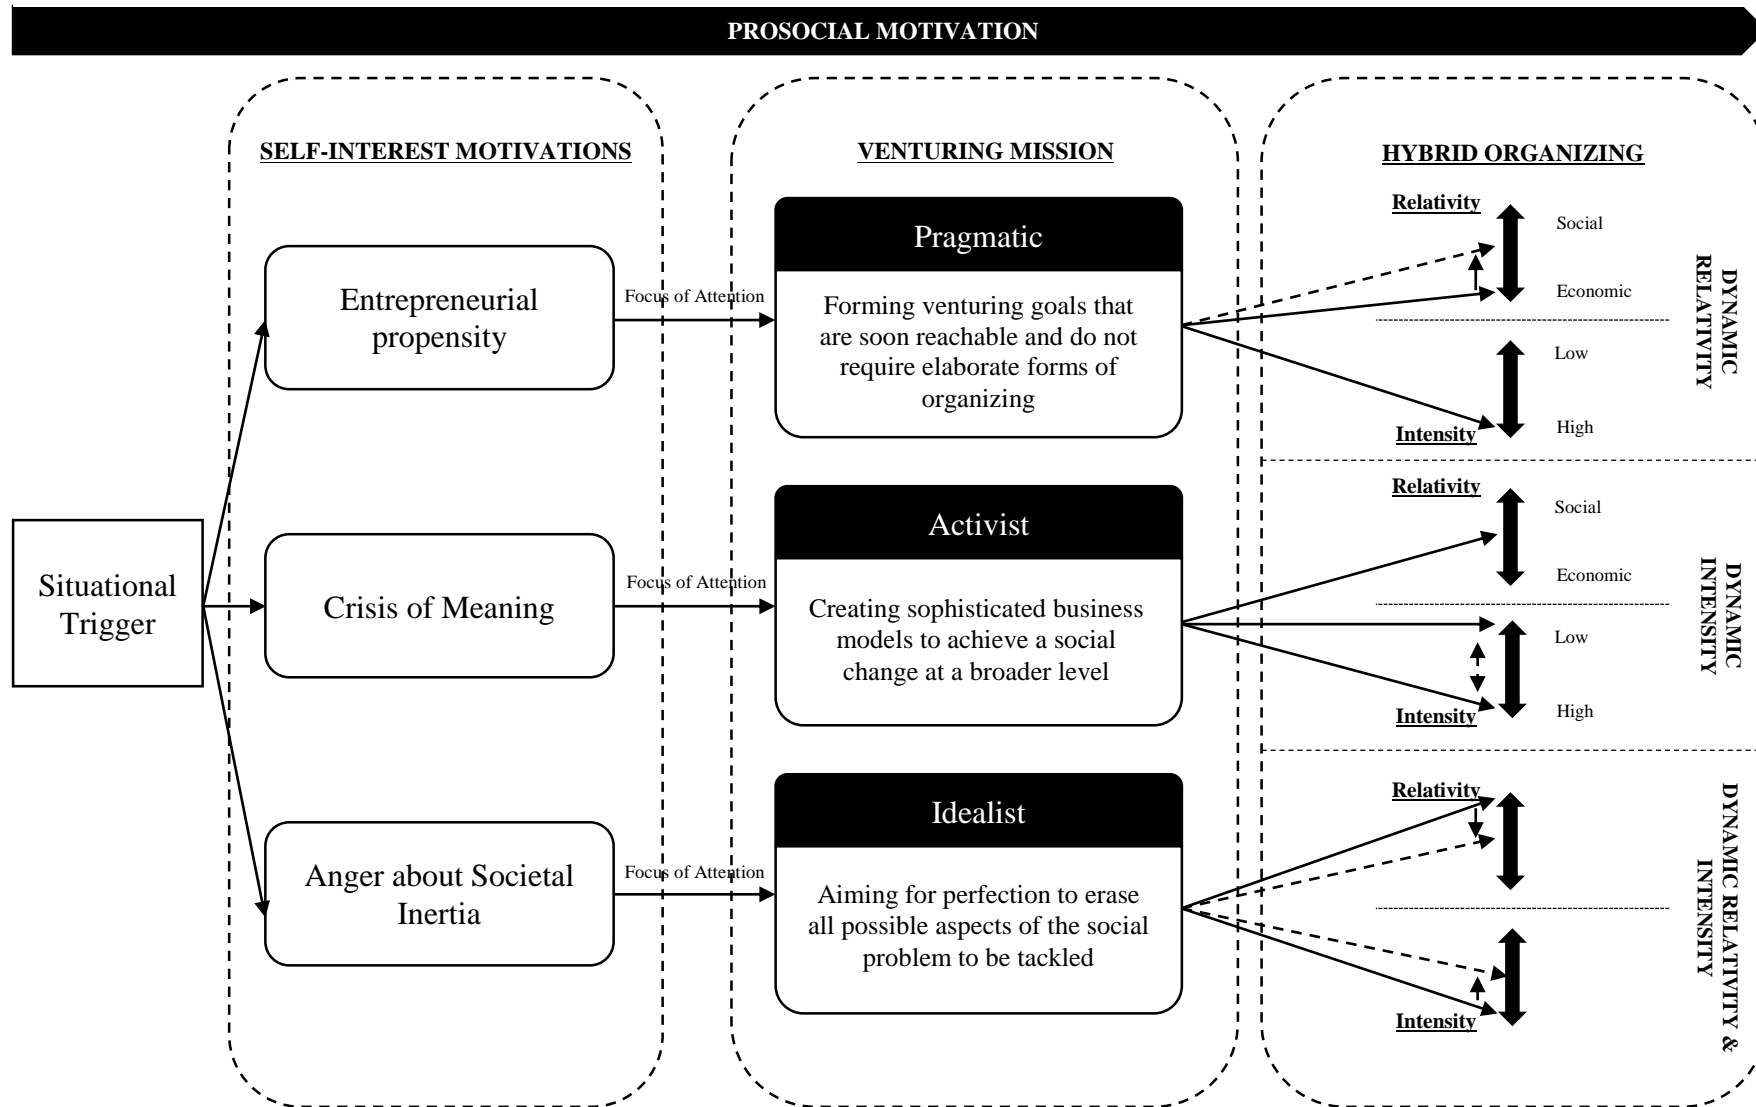 PROSOCIAL MOTIVATION
SELF-INTEREST MOTIVATIONS
VENTURING MISSION
HYBRID ORGANIZING
Situational
Trigger
Entrepreneurial
propensity
Focus of Attention
Pragmatic
Forming venturing goals that
are soon reachable and do not
require elaborate forms of
organizing
Relativity
Social
Economic
Low
High
Intensity
DYNAMIC
RELATIVITY
Crisis of Meaning
Focus of Attention
Activist
Creating sophisticated business
models to achieve a social
change at a broader level
Relativity
Social
Economic
Low
High
Intensity
DYNAMIC
INTENSITY
Anger about Societal
Inertia
Focus of Attention
Idealist
Aiming for perfection to erase
all possible aspects of the social
problem to be tackled
Relativity
Intensity
DYNAMIC RELATIVITY &
INTENSITY